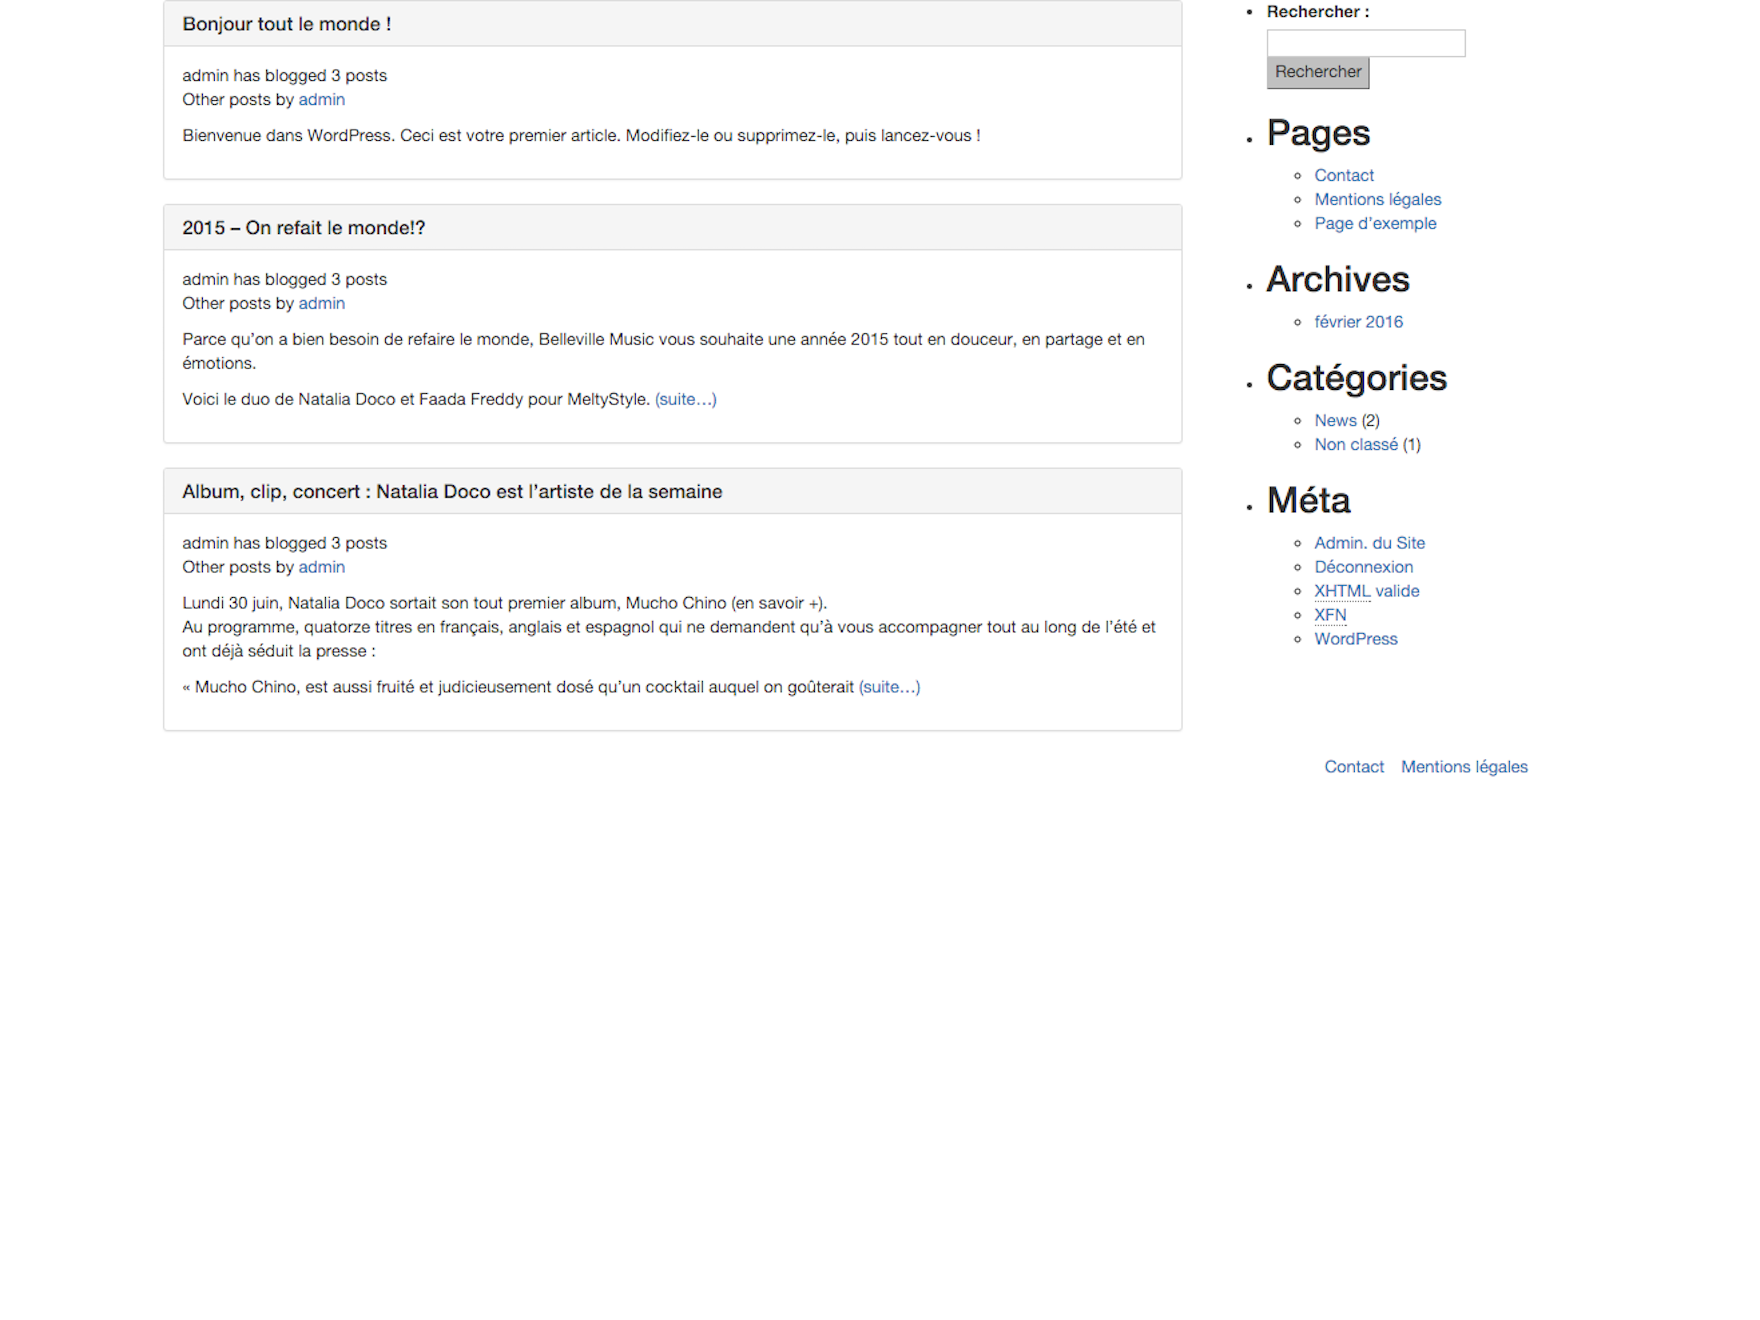 Bonjour tout le monde !
admin has blogged 3 posts
Other posts by admin
Bienvenue dans WordPress. Ceci est votre premier article. Modifiez-le ou supprimez-le, puis lancez-vous !
2015 – On refait le monde!?
admin has blogged 3 posts
Other posts by admin
Parce qu’on a bien besoin de refaire le monde, Belleville Music vous souhaite une année 2015 tout en douceur, en partage et en
émotions.
Voici le duo de Natalia Doco et Faada Freddy pour MeltyStyle. (suite…)
Album, clip, concert : Natalia Doco est l’artiste de la semaine
admin has blogged 3 posts
Other posts by admin
Lundi 30 juin, Natalia Doco sortait son tout premier album, Mucho Chino (en savoir +).
Au programme, quatorze titres en français, anglais et espagnol qui ne demandent qu’à vous accompagner tout au long de l’été et
ont déjà séduit la presse :
« Mucho Chino, est aussi fruité et judicieusement dosé qu’un cocktail auquel on goûterait (suite…)
Rechercher :
Rechercher
Pages
Contact
Mentions légales
Page d’exemple
Archives
février 2016
Catégories
News (2)
Non classé (1)
Méta
Admin. du Site
Déconnexion
XHTML valide
XFN
WordPress
Contact Mentions légales